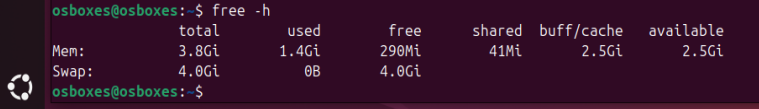 osboxes@osboxes:~$ free -h
               total        used        free      shared  buff/cache   available
Mem:           3.8Gi       1.4Gi       290Mi        41Mi       2.5Gi       2.5Gi
Swap:          4.0Gi          0B       4.0Gi
osboxes@osboxes:~$